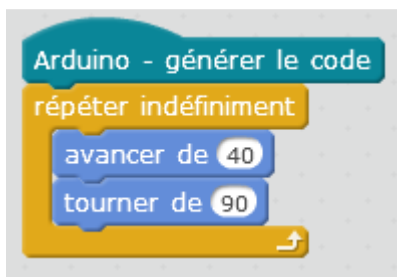 Arduino - générer le code
répéter indéfiniment
avancer de 40
tourner de 90